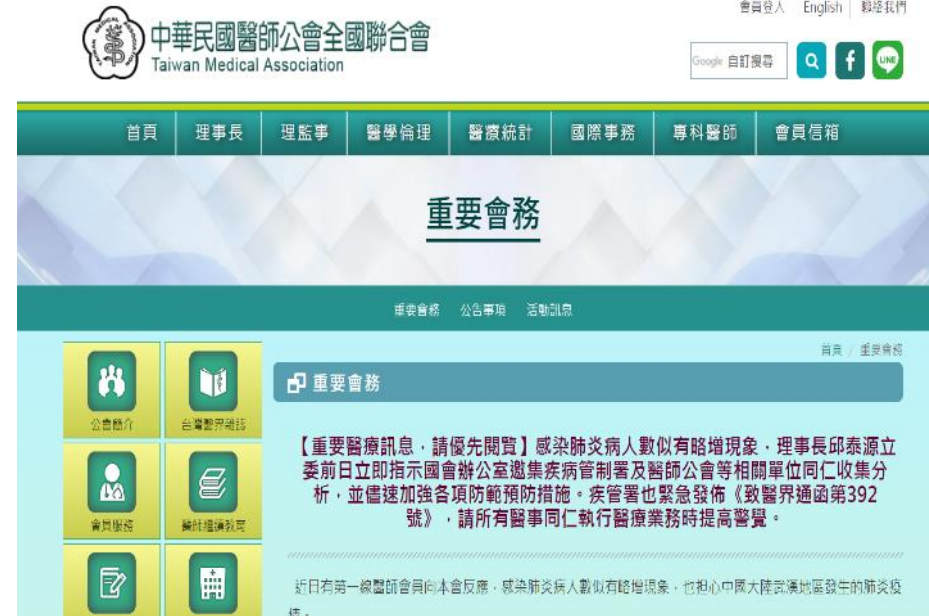 會員登入 English 聯絡我們
中華民國醫師公會全國聯合會
Taiwan Medical Association
Google 自訂搜尋
LINE
首頁 理事長 理監事 醫學倫理 醫療統計 國際事務 專科醫師 會員信箱
重要會務
重要會務 公告事項 活動訊息
首頁 / 重要會務
公會簡介 台灣醫界雜誌
會員服務 醫師繼續教育
重要會務
【重要醫療訊息，請優先閱覽】感染肺炎病人數似有略增現象，理事長邱泰源立
委前日立即指示國會辦公室邀集疾病管制署及醫師公會等相關單位同仁收集分
析，並儘速加強各項防範預防措施。疾管署也緊急發佈《致醫界通函第392
號》，請所有醫事同仁執行醫療業務時提高警覺。
近日有第一線醫師會員向本會反應，感染肺炎病人數似有略增現象，也担心中國大陸武漢地區發生的肺炎疫
情，